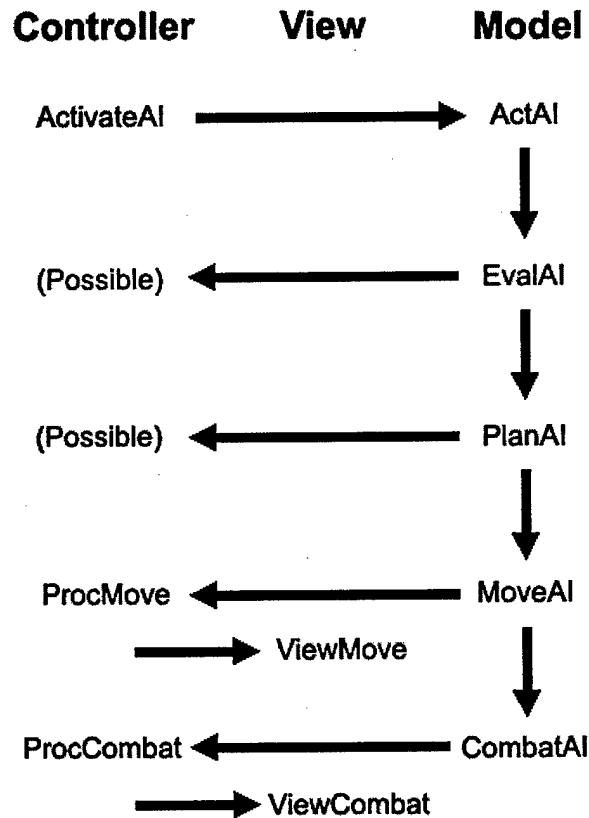 Controller View Model
ActivateAI ActAI
(Possible) EvalAI
(Possible) PlanAI
ProcMove MoveAI
ViewMove
ProcCombat CombatAI
ViewCombat